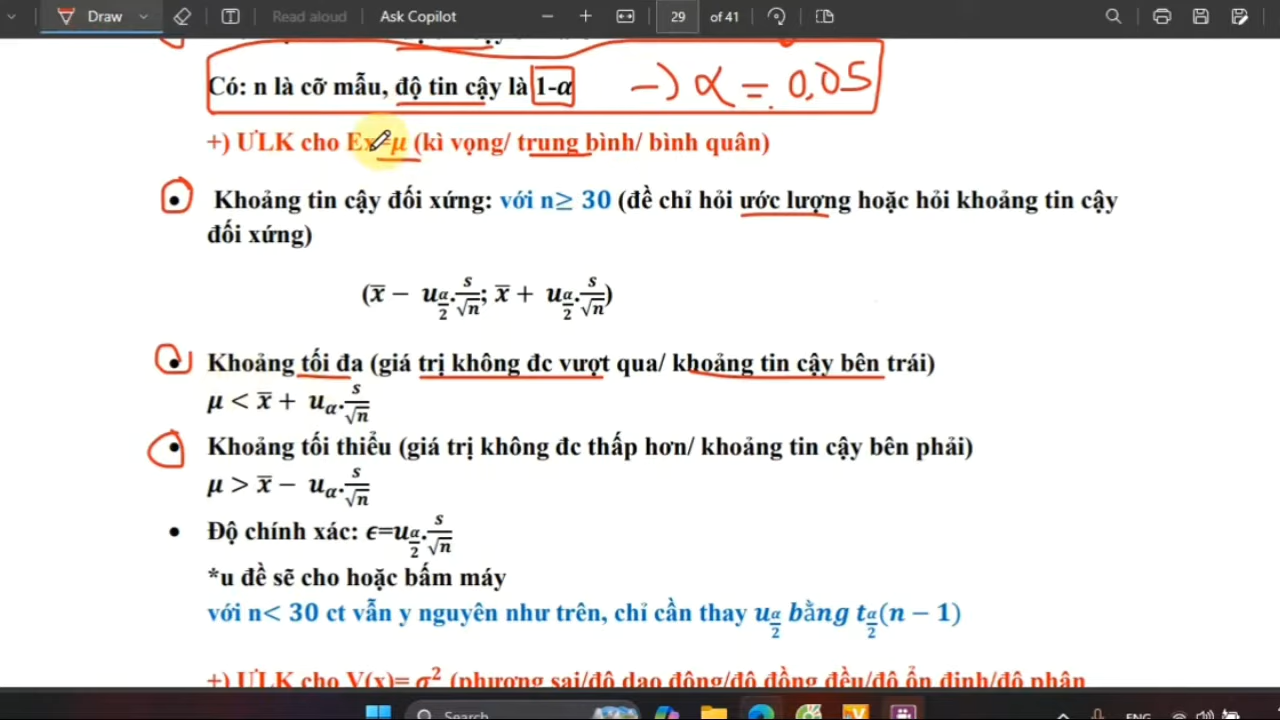 Draw
Read aloud
Ask Copilot
29 of 41
Có: n là cỡ mẫu, độ tin cậy là 1-α → α = 0,05
+) ƯLK cho Ex=μ (kì vọng/ trung bình/ bình quân)
• Khoảng tin cậy đối xứng: với n≥ 30 (đề chỉ hỏi ước lượng hoặc hỏi khoảng tin cậy
đối xứng)
(x̄ − u_{α/2}.s/√n; x̄ + u_{α/2}.s/√n)
• Khoảng tối đa (giá trị không đc vượt qua/ khoảng tin cậy bên trái)
μ < x̄ + u_α.s/√n
• Khoảng tối thiểu (giá trị không đc thấp hơn/ khoảng tin cậy bên phải)
μ > x̄ − u_α.s/√n
• Độ chính xác: ϵ=u_{α/2}.s/√n
*u đề sẽ cho hoặc bấm máy
với n< 30 ct vẫn y nguyên như trên, chỉ cần thay u_{α/2} bằng t_{α/2}(n − 1)
+) ƯLK cho V(x)= σ² (phương sai/độ dao động/độ đồng đều/độ ổn định/độ phân
Search
ENG